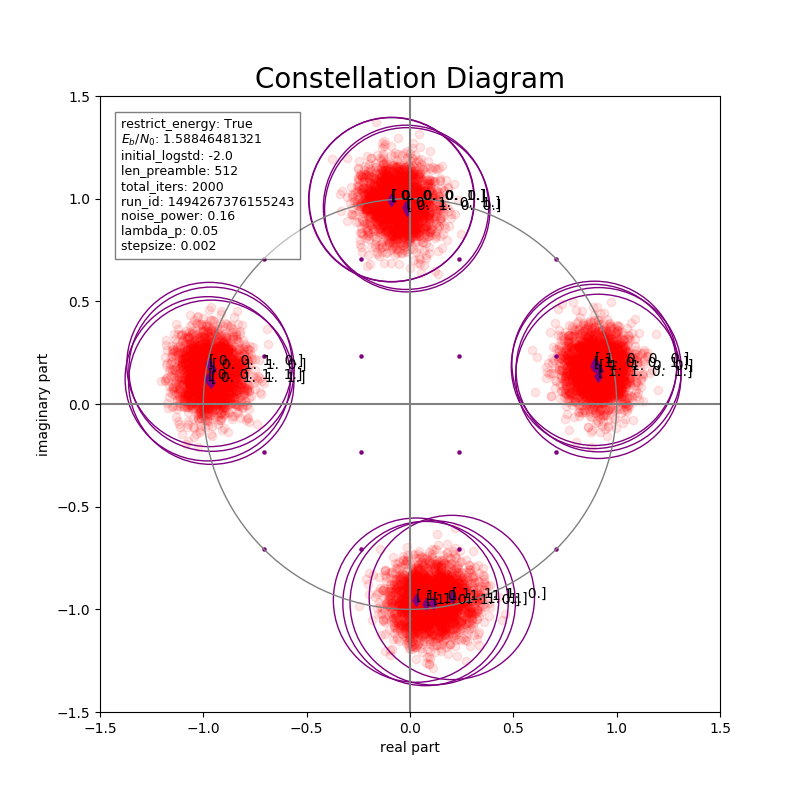 Constellation Diagram
restrict_energy: True
E_b/N_0: 1.58846481321
initial_logstd: -2.0
len_preamble: 512
total_iters: 2000
run_id: 1494267376155243
noise_power: 0.16
lambda_p: 0.05
stepsize: 0.002
1.5
1.0
0.5
0.0
−0.5
−1.0
−1.5
imaginary part
−1.5
−1.0
−0.5
0.0
0.5
1.0
1.5
real part